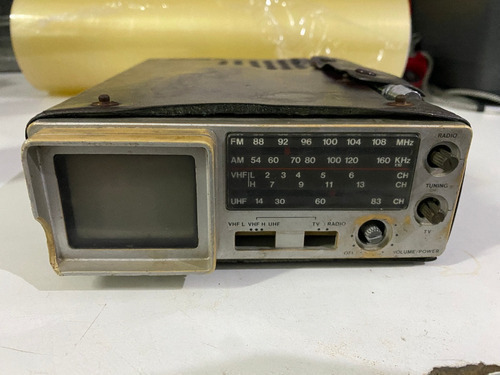 FM 88 92 96 100 104 108 MHz
RADIO
AM 54 60 70 80 100 120 160 KHz
VHF L 2 3 4 5 6 CH
H 7 9 11 13
TUNING
UHF 14 30 60 83 CH
VHF L VHF H UHF TV RADIO
TV
VOLUME·POWER